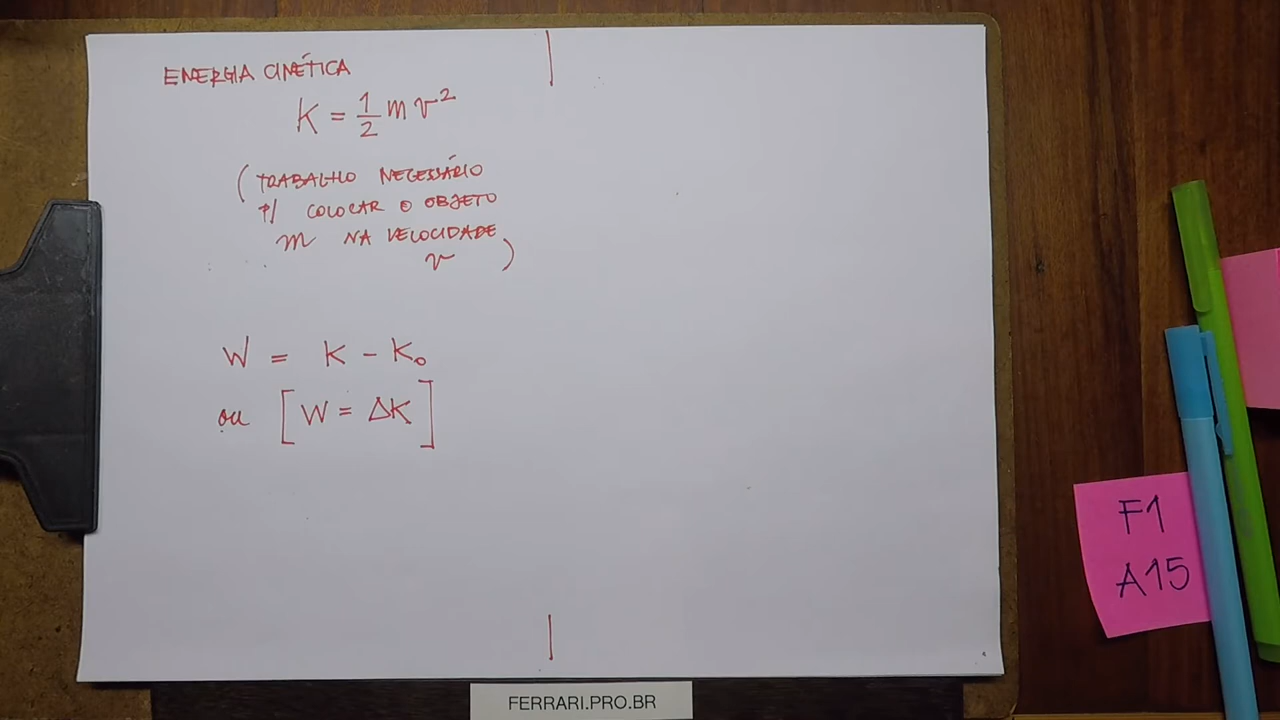 ENERGIA CINÉTICA
K = 1/2 m v²
(TRABALHO NECESSÁRIO
P/ COLOCAR O OBJETO
m NA VELOCIDADE
v)
W = K - K₀
ou [W = ΔK]
F1
A15
FERRARI.PRO.BR